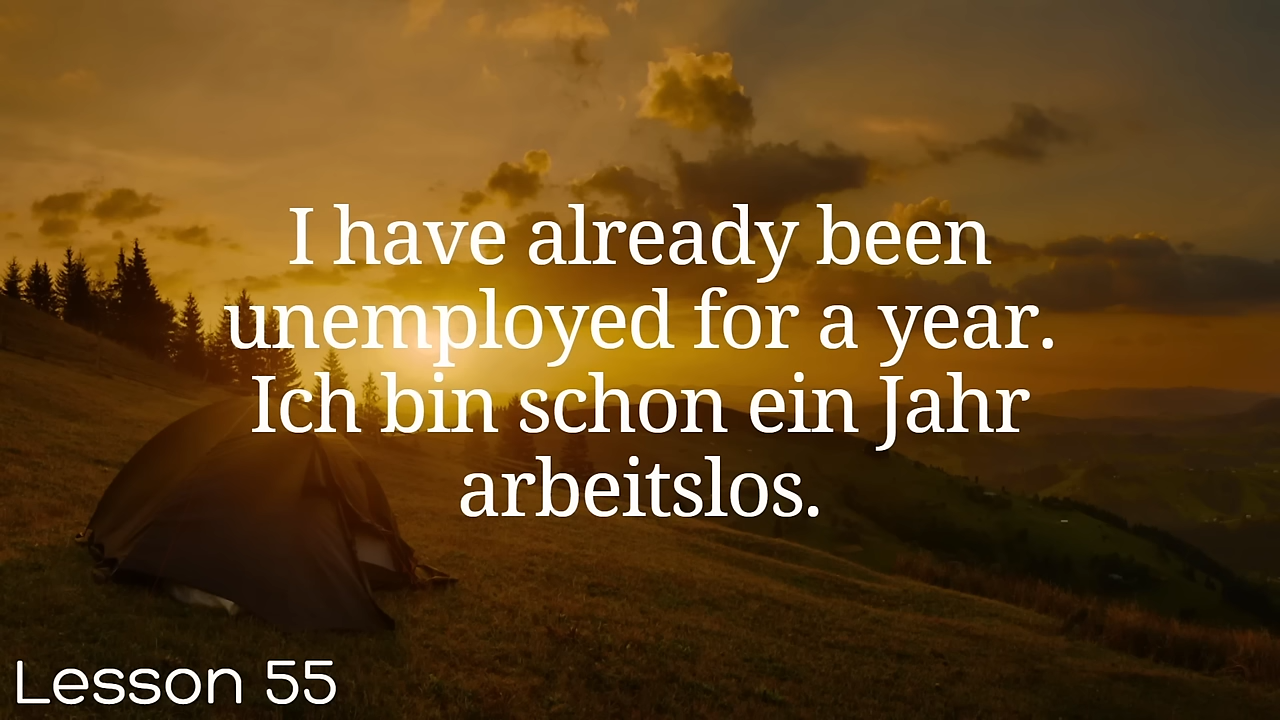 I have already been
unemployed for a year.
Ich bin schon ein Jahr
arbeitslos.
Lesson 55